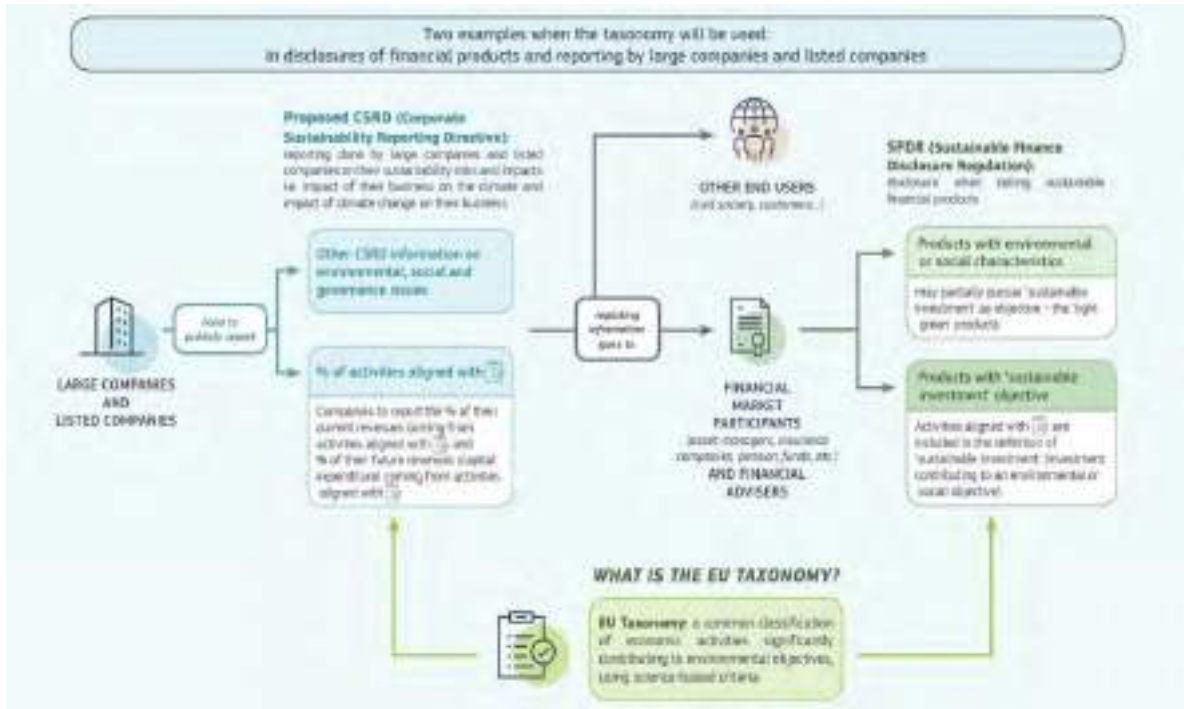 Two examples when the taxonomy will be used:
in disclosures of financial products and reporting by large companies and listed companies
Proposed CSRD (Corporate
Sustainability Reporting Directive):
reporting done by large companies and listed
companies on their sustainability risks and impacts
i.e. impact of their business on the climate and
impact of climate change on their business
Other CSRD information on
environmental, social and
governance issues
LARGE COMPANIES
AND
LISTED COMPANIES
have to
publicly report
% of activities aligned with
Companies to report the % of their
current revenues coming from
activities aligned with and
% of their future revenues (capital
expenditure) coming from activities
aligned with
reporting
information
goes to
OTHER END USERS
(civil society, customers...)
FINANCIAL
MARKET
PARTICIPANTS
(asset managers, insurance
companies, pension funds, etc.)
AND FINANCIAL
ADVISERS
SFDR (Sustainable Finance
Disclosure Regulation):
disclosure when selling sustainable
financial products
Products with environmental
or social characteristics
may partially pursue 'sustainable
investment' as objective - the 'light
green' products
Products with 'sustainable
investment' objective
Activities aligned with are
included in the definition of
'sustainable investment' (investment
contributing to an environmental or
social objective)
WHAT IS THE EU TAXONOMY?
EU Taxonomy: a common classification
of economic activities significantly
contributing to environmental objectives,
using science-based criteria